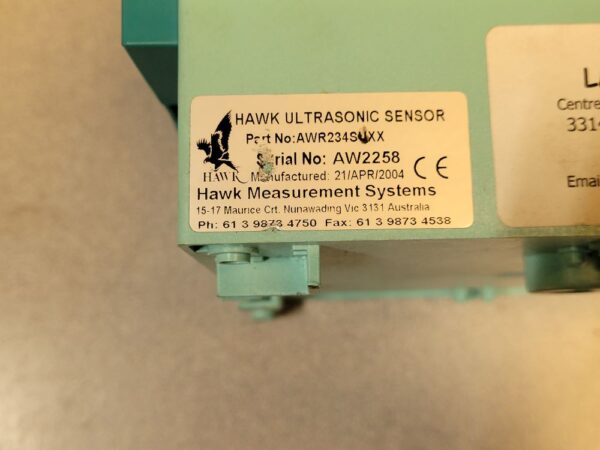 HAWK ULTRASONIC SENSOR
Part No:AWR234SUXX
Serial No: AW2258
HAWK
Manufactured: 21/APR/2004 CE
Hawk Measurement Systems
15-17 Maurice Crt. Nunawading Vic 3131 Australia
Ph: 61 3 9873 4750 Fax: 61 3 9873 4538
Centre
331
Emai